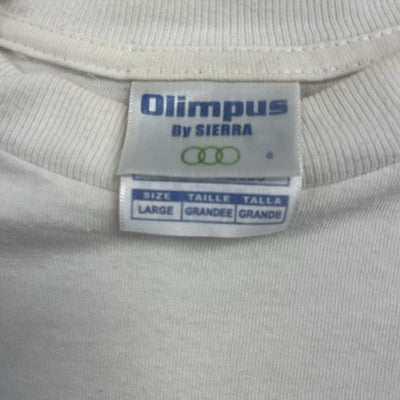 Olimpus
By SIERRA
G
SIZE TAILLE TALLA
LARGE GRANDEE GRANDE